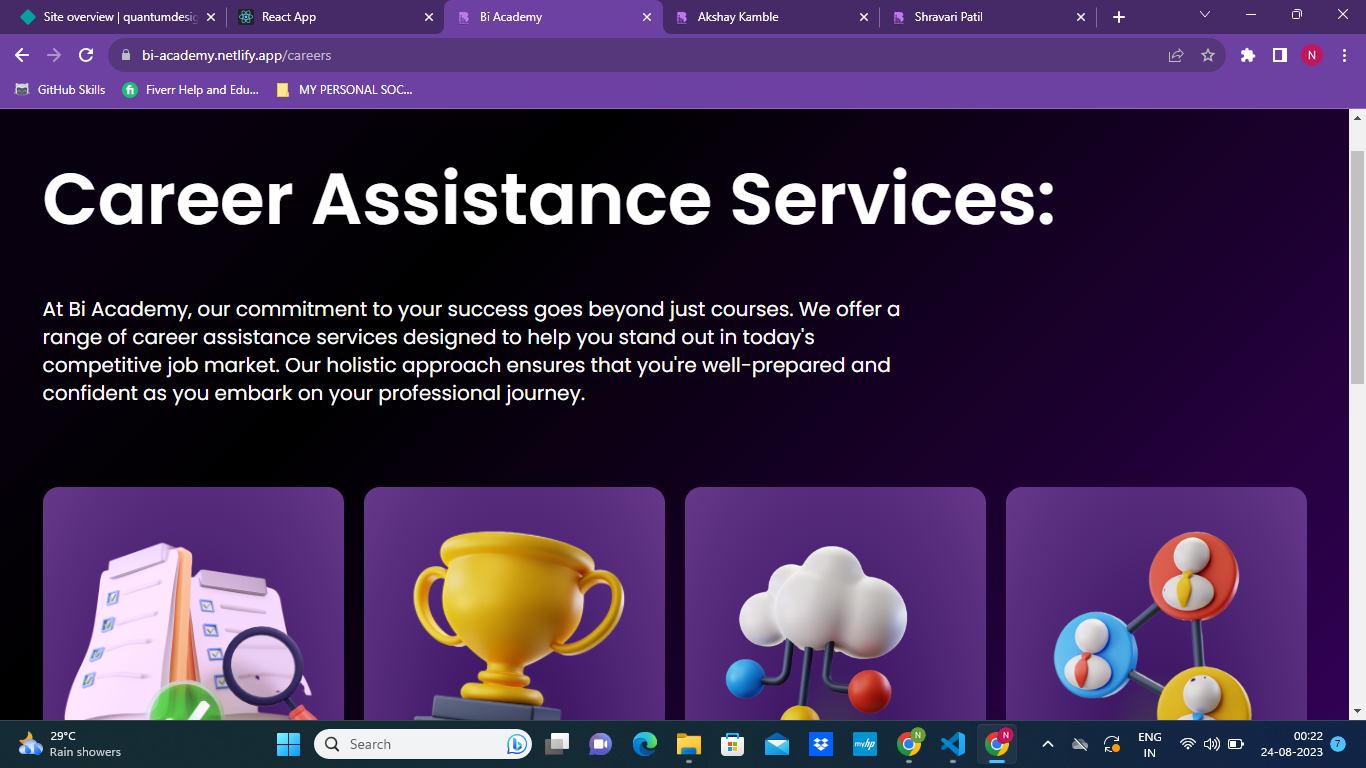 Site overview | quantumdesig
React App
Bi Academy
Akshay Kamble
Shravari Patil
bi-academy.netlify.app/careers
N
GitHub Skills
fi
Fiverr Help and Edu...
MY PERSONAL SOC...
Career Assistance Services:
At Bi Academy, our commitment to your success goes beyond just courses. We offer a
range of career assistance services designed to help you stand out in today's
competitive job market. Our holistic approach ensures that you're well-prepared and
confident as you embark on your professional journey.
29°C
Rain showers
Search
myhp
N
N
ENG
IN
00:22
24-08-2023
7